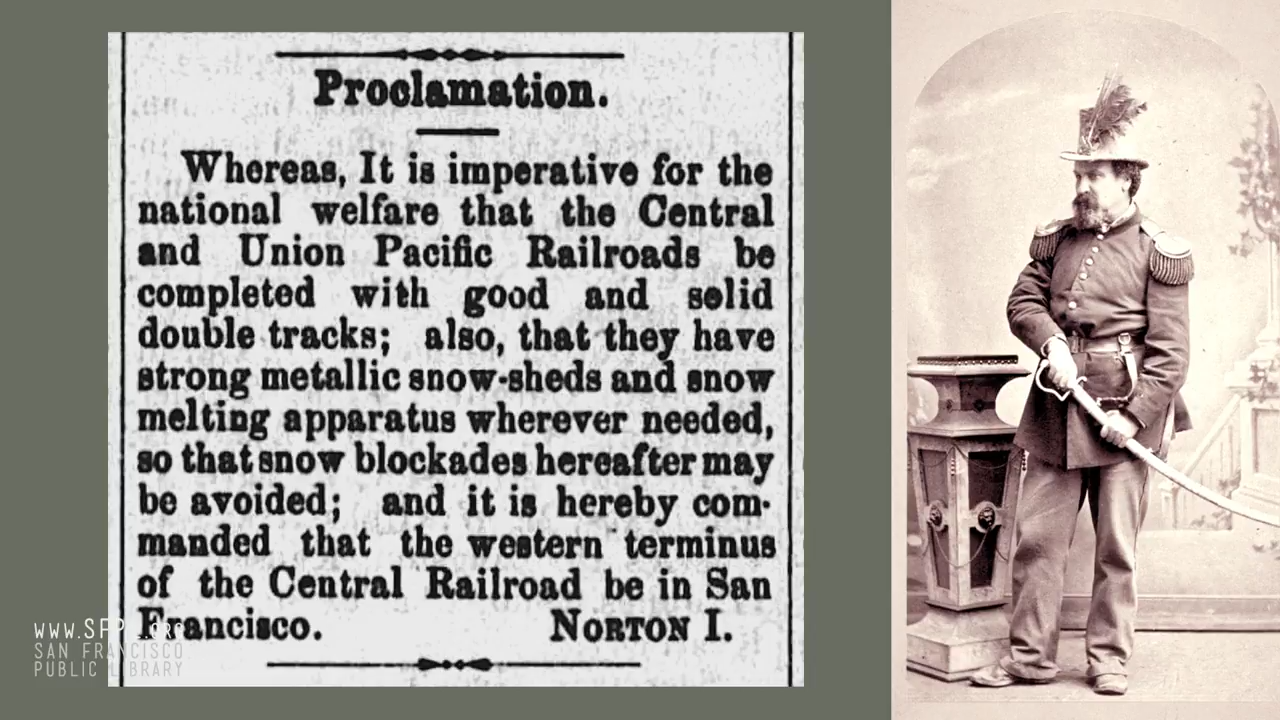 Proclamation.
Whereas, It is imperative for the
national welfare that the Central
and Union Pacific Railroads be
completed with good and solid
double tracks; also, that they have
strong metallic snow-sheds and snow
melting apparatus wherever needed,
so that snow blockades hereafter may
be avoided; and it is hereby com-
manded that the western terminus
of the Central Railroad be in San
Francisco. NORTON I.
WWW.SFPL.ORG
SAN FRANCISCO
PUBLIC LIBRARY